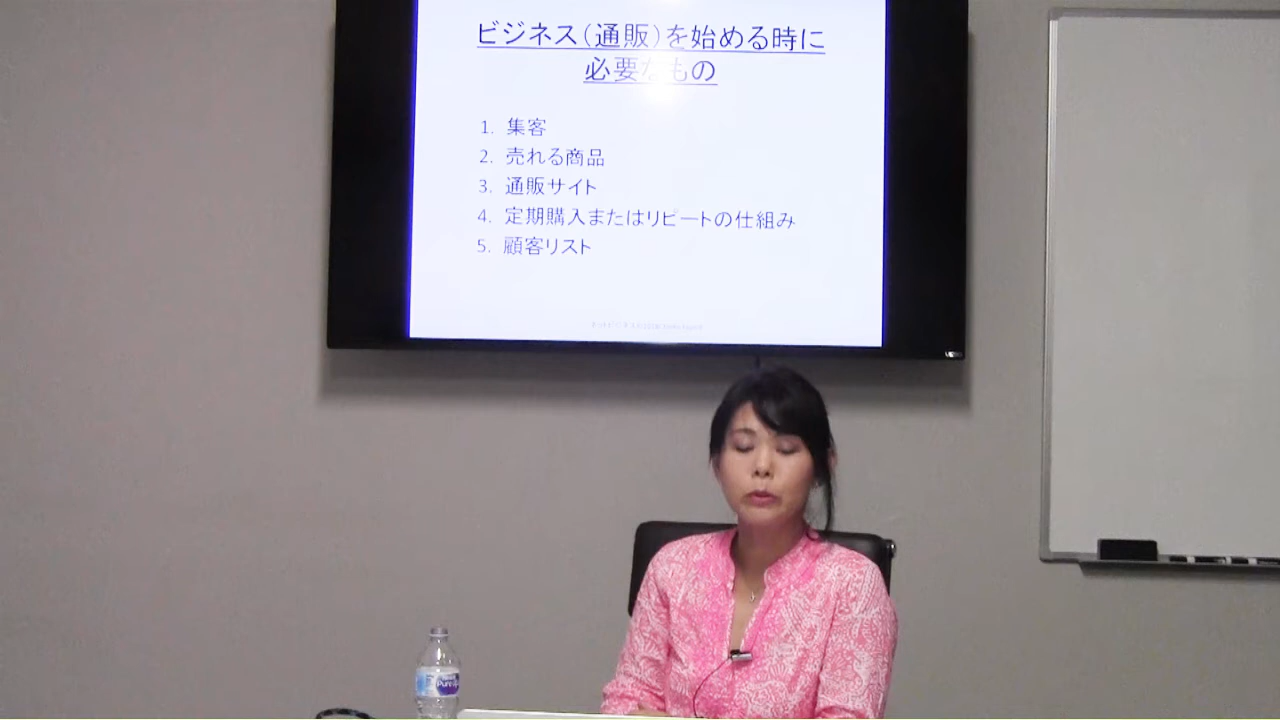 ビジネス（通販）を始める時に
必要なもの
1. 集客
2. 売れる商品
3. 通販サイト
4. 定期購入またはリピートの仕組み
5. 顧客リスト
Pure